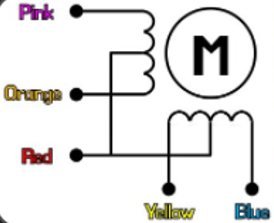 Pink
M
Orange
Red
Yellow
Blue